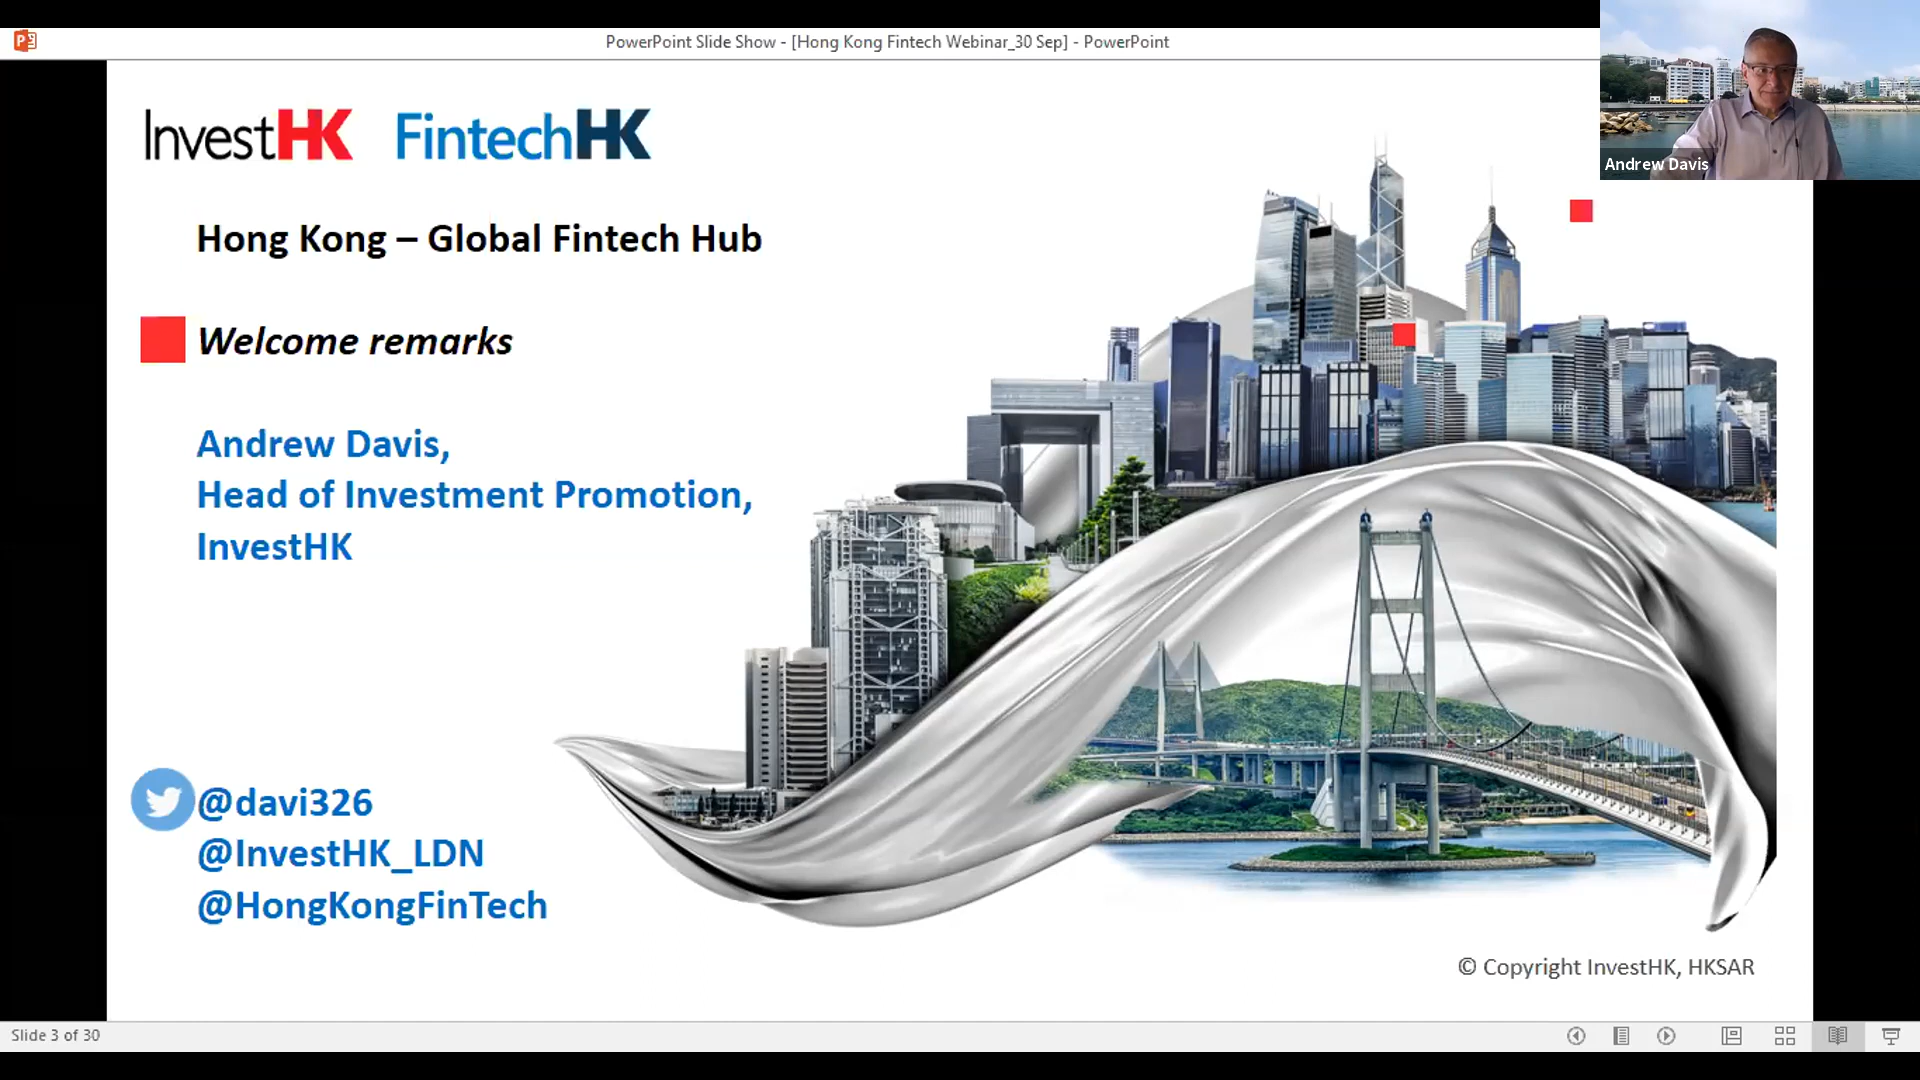 PowerPoint Slide Show - [Hong Kong Fintech Webinar_30 Sep] - PowerPoint
InvestHK FintechHK
Andrew Davis
Hong Kong – Global Fintech Hub
Welcome remarks
Andrew Davis,
Head of Investment Promotion,
InvestHK
@davi326
@InvestHK_LDN
@HongKongFinTech
© Copyright InvestHK, HKSAR
Slide 3 of 30